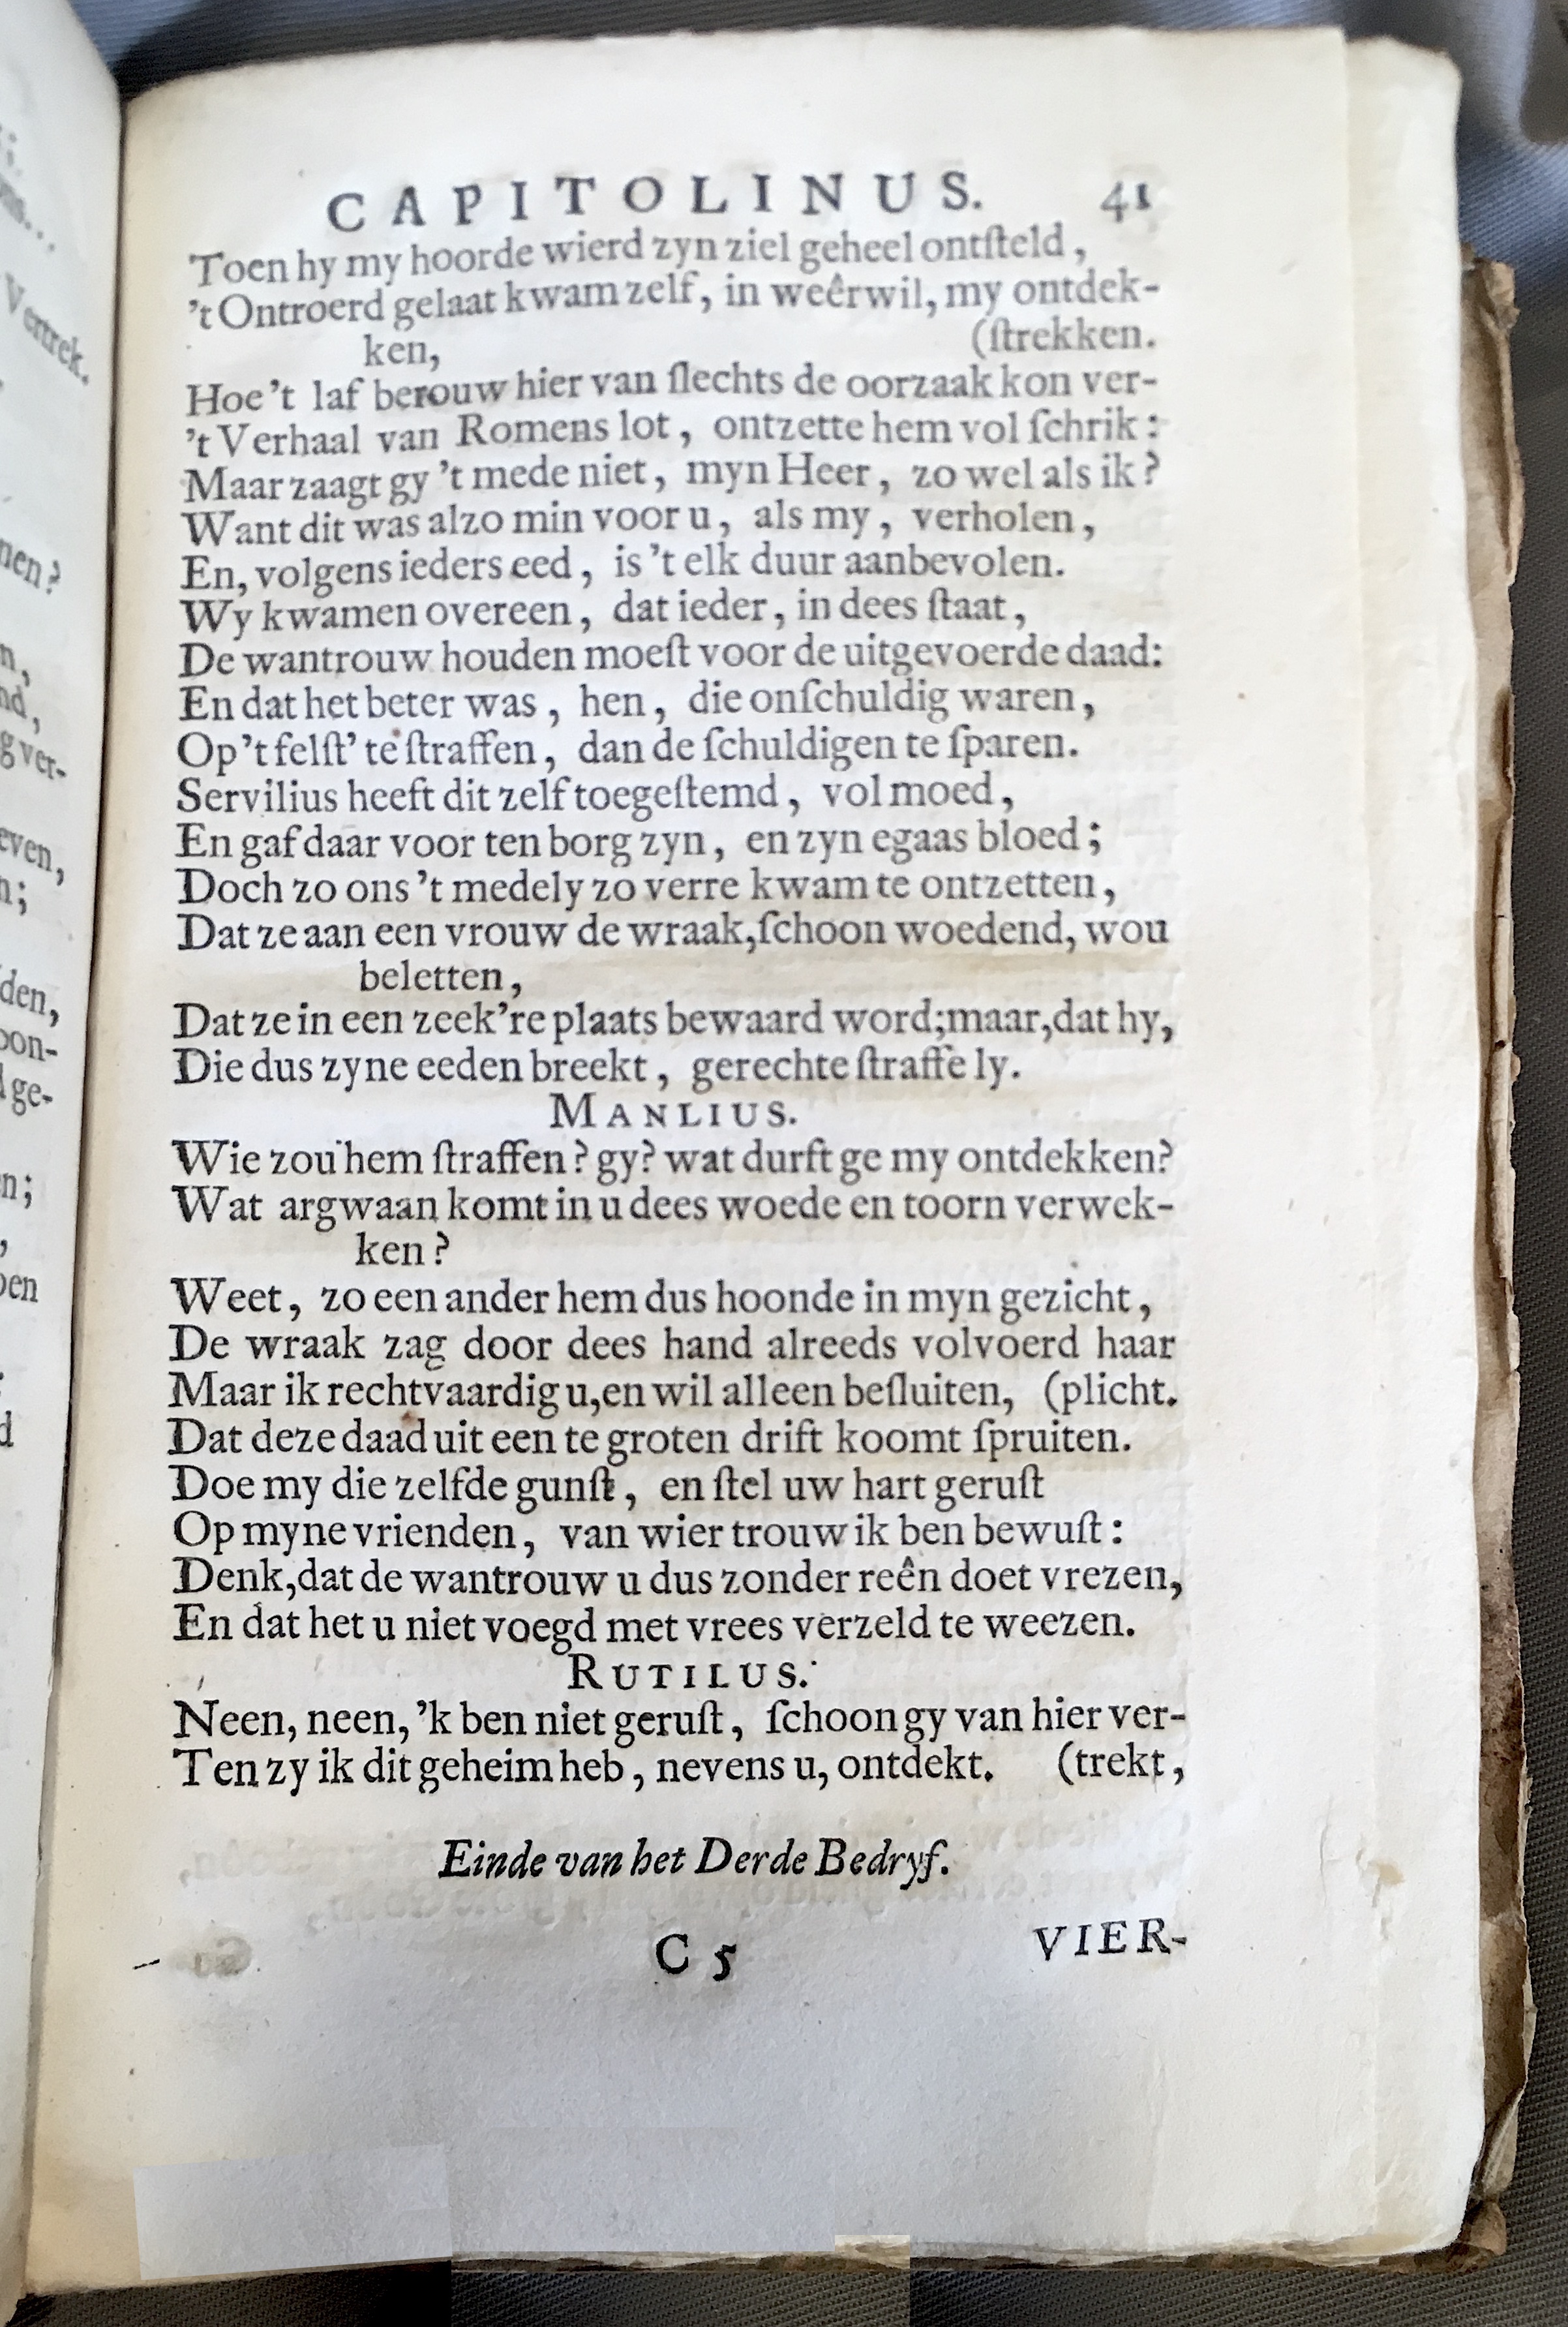 CAPITOLINUS. 41
Toen hy my hoorde wierd zyn ziel geheel ontſteld,
't Ontroerd gelaat kwam zelf, in weêrwil, my ontdek-
ken, (ſtrekken.
Hoe 't laf berouw hier van ſlechts de oorzaak kon ver-
't Verhaal van Romens lot, ontzette hem vol ſchrik:
Maar zaagt gy 't mede niet, myn Heer, zo wel als ik?
Want dit was alzo min voor u, als my, verholen,
En, volgens ieders eed, is 't elk duur aanbevolen.
Wy kwamen overeen, dat ieder, in dees ſtaat,
De wantrouw houden moeſt voor de uitgevoerde daad:
En dat het beter was, hen, die onſchuldig waren,
Op 't felſt' te ſtraffen, dan de ſchuldigen te ſparen.
Servilius heeft dit zelf toegeſtemd, vol moed,
En gaf daar voor ten borg zyn, en zyn egaas bloed;
Doch zo ons 't medely zo verre kwam te ontzetten,
Dat ze aan een vrouw de wraak, ſchoon woedend, wou
beletten,
Dat ze in een zeek're plaats bewaard word; maar, dat hy,
Die dus zyne eeden breekt, gerechte ſtraffe ly.
MANLIUS.
Wie zou hem ſtraffen? gy? wat durft ge my ontdekken?
Wat argwaan komt in u dees woede en toorn verwek-
ken?
Weet, zo een ander hem dus hoonde in myn gezicht,
De wraak zag door dees hand alreeds volvoerd haar
Maar ik rechtvaardig u, en wil alleen beſluiten, (plicht.
Dat deze daad uit een te groten drift koomt ſpruiten.
Doe my die zelfde gunſt, en ſtel uw hart geruſt
Op myne vrienden, van wier trouw ik ben bewuſt:
Denk, dat de wantrouw u dus zonder reên doet vrezen,
En dat het u niet voegd met vrees verzeld te weezen.
RUTILUS.
Neen, neen, 'k ben niet geruſt, ſchoon gy van hier ver-
Ten zy ik dit geheim heb, nevens u, ontdekt. (trekt,
Einde van het Derde Bedryf.
C 5 VIER-